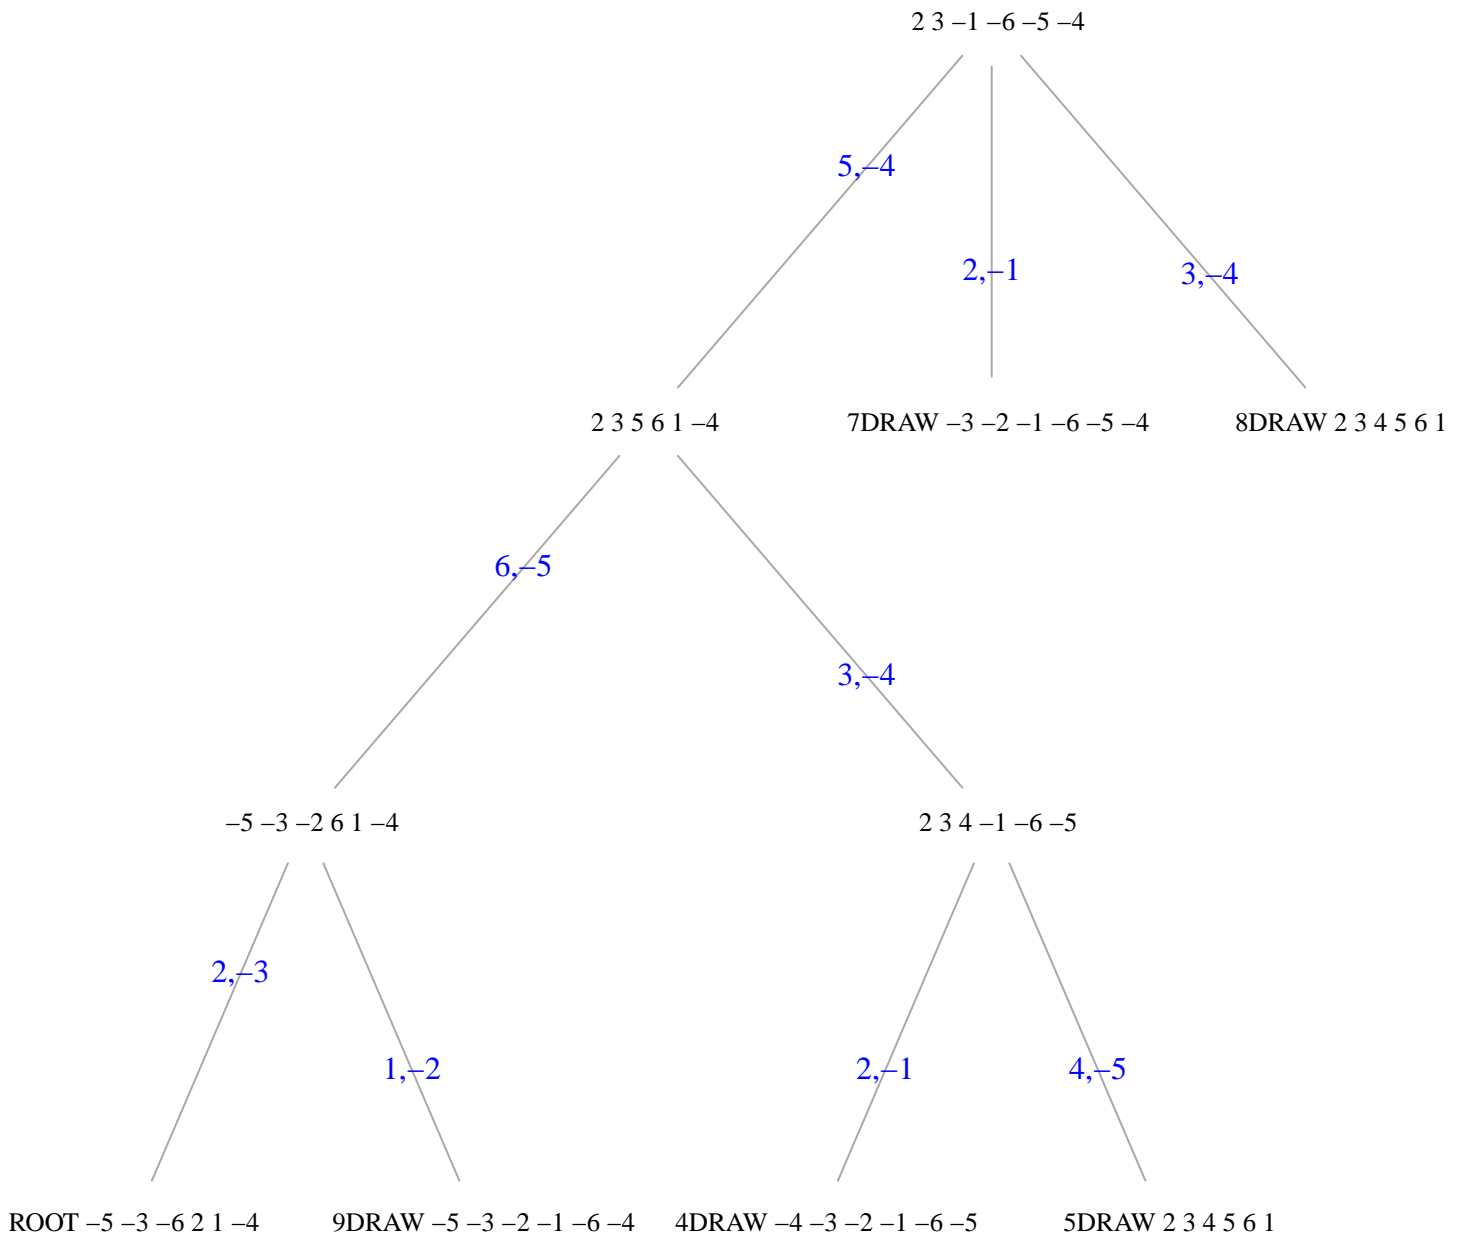 2 3 –1 –6 –5 –4
5,–4
2,–1
3,–4
2 3 5 6 1 –4
7DRAW –3 –2 –1 –6 –5 –4
8DRAW 2 3 4 5 6 1
6,–5
3,–4
–5 –3 –2 6 1 –4
2 3 4 –1 –6 –5
2,–3
1,–2
2,–1
4,–5
ROOT –5 –3 –6 2 1 –4
9DRAW –5 –3 –2 –1 –6 –4
4DRAW –4 –3 –2 –1 –6 –5
5DRAW 2 3 4 5 6 1